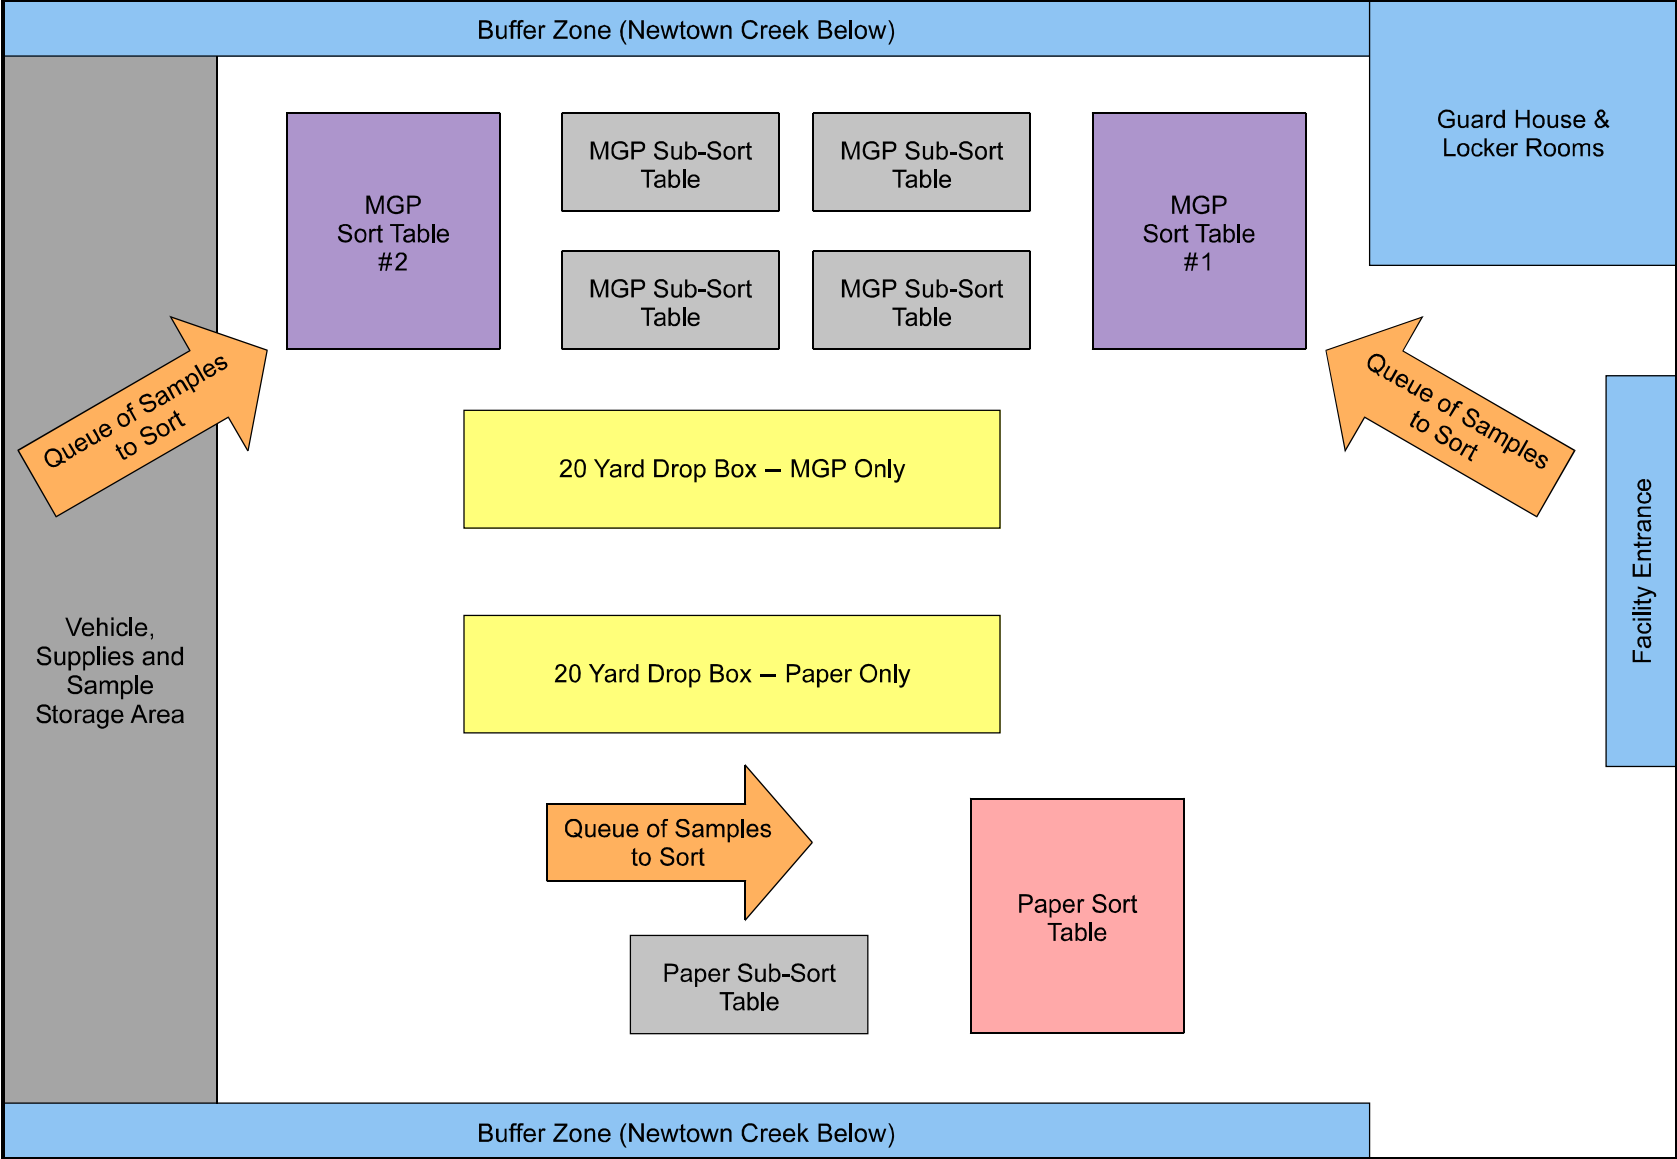 Buffer Zone (Newtown Creek Below)
Guard House &
Locker Rooms
MGP
Sort Table
#2
MGP Sub-Sort
Table
MGP Sub-Sort
Table
MGP
Sort Table
#1
MGP Sub-Sort
Table
MGP Sub-Sort
Table
Queue of Samples
to Sort
Queue of Samples
to Sort
20 Yard Drop Box – MGP Only
Facility Entrance
Vehicle,
Supplies and
Sample
Storage Area
20 Yard Drop Box – Paper Only
Queue of Samples
to Sort
Paper Sort
Table
Paper Sub-Sort
Table
Buffer Zone (Newtown Creek Below)